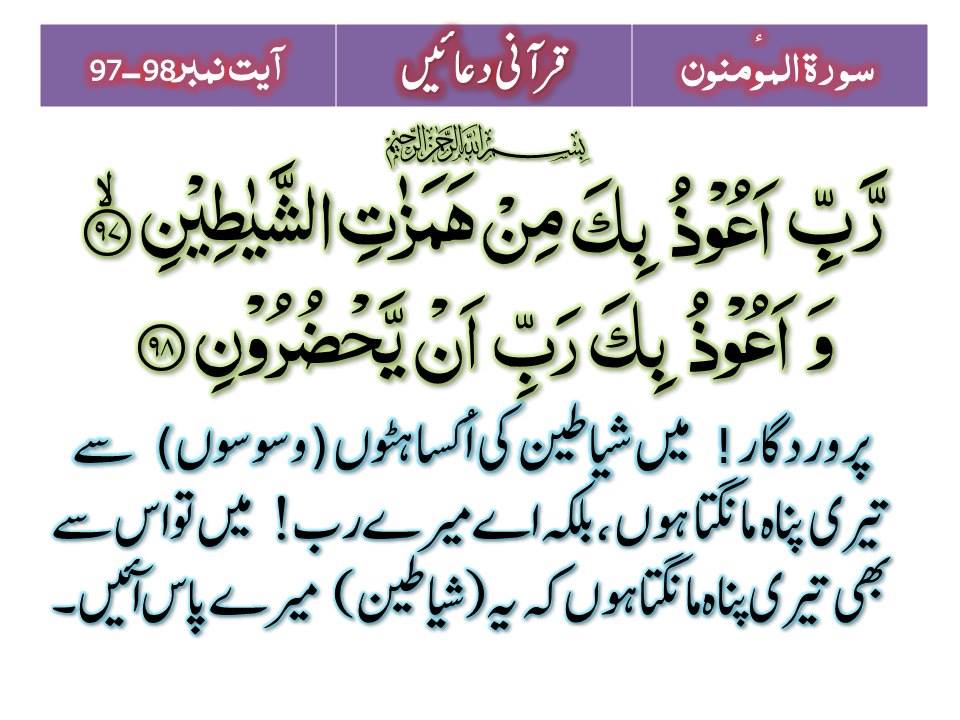 سورۃ المؤمنون
قرآنی دعائیں
آیت نمبر 98-97
بِسْمِ اللهِ الرَّحْمٰنِ الرَّحِيْمِ
رَّبِّ اَعُوْذُ بِكَ مِنْ هَمَزٰتِ الشَّيٰطِيْنِ ۙ۹۷
وَ اَعُوْذُ بِكَ رَبِّ اَنْ يَّحْضُرُوْنِ ۹۸
پروردگار! میں شیاطین کی اُکساہٹوں (وسوسوں) سے
تیری پناہ مانگتا ہوں، بلکہ اے میرے رب! میں تو اس سے
بھی تیری پناہ مانگتا ہوں کہ یہ (شیاطین) میرے پاس آئیں۔